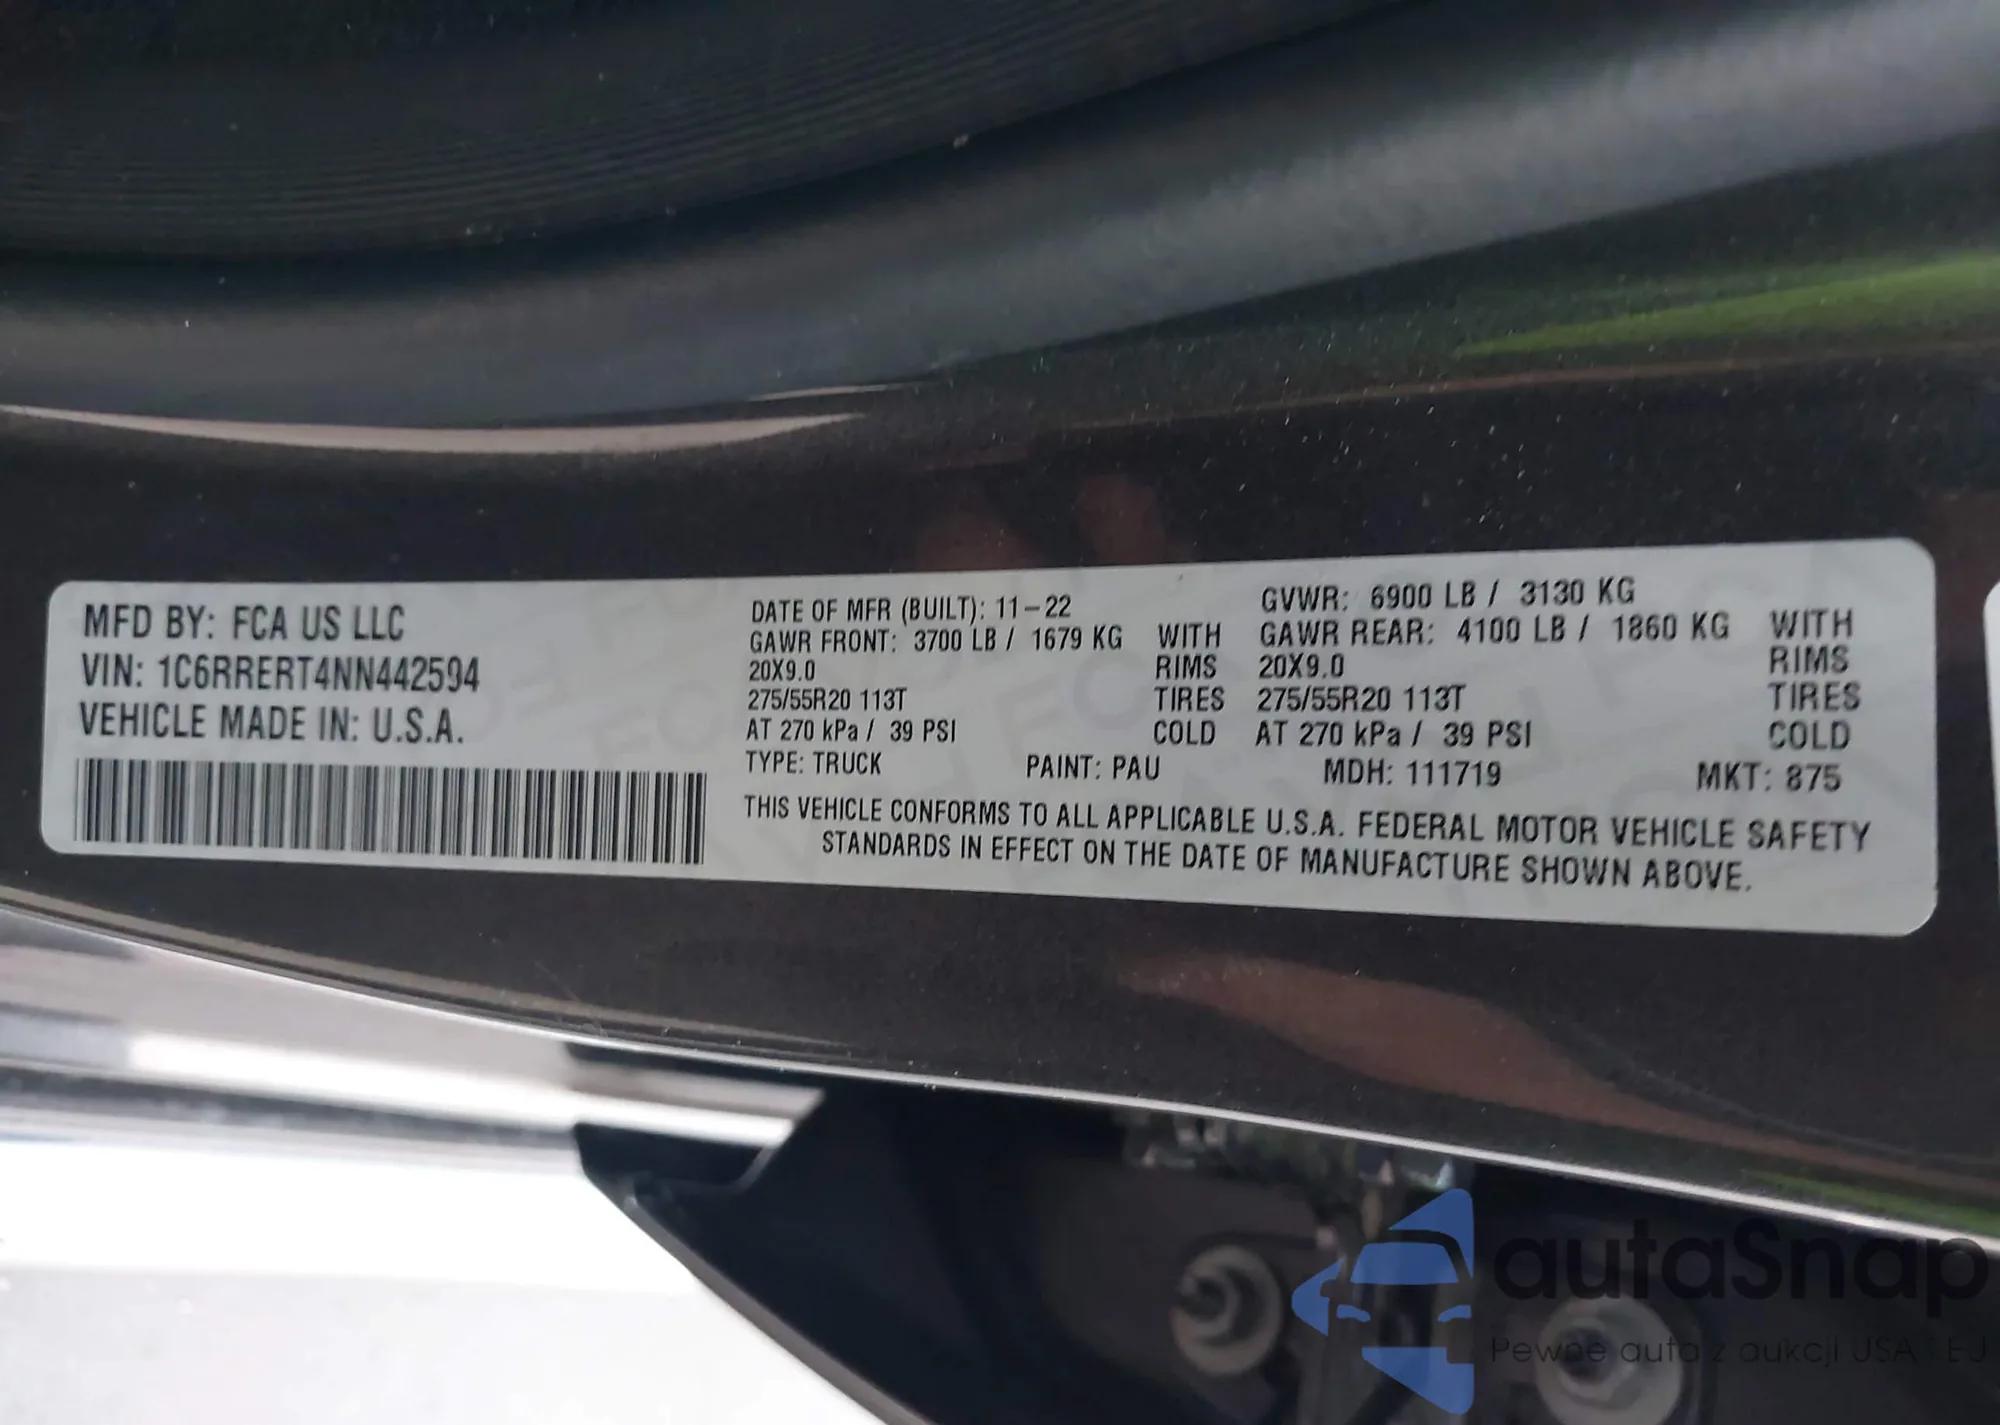 MFD BY: FCA US LLC
VIN: 1C6RRERT4NN442594
VEHICLE MADE IN: U.S.A.
DATE OF MFR (BUILT): 11-22 GVWR: 6900 LB / 3130 KG
GAWR FRONT: 3700 LB / 1679 KG WITH GAWR REAR: 4100 LB / 1860 KG WITH
20X9.0 RIMS 20X9.0 RIMS
275/55R20 113T TIRES 275/55R20 113T TIRES
AT 270 kPa / 39 PSI COLD AT 270 kPa / 39 PSI COLD
TYPE: TRUCK PAINT: PAU MDH: 111719 MKT: 875
THIS VEHICLE CONFORMS TO ALL APPLICABLE U.S.A. FEDERAL MOTOR VEHICLE SAFETY
STANDARDS IN EFFECT ON THE DATE OF MANUFACTURE SHOWN ABOVE.
autaSnap
Pewne auta z aukcji USA i EU